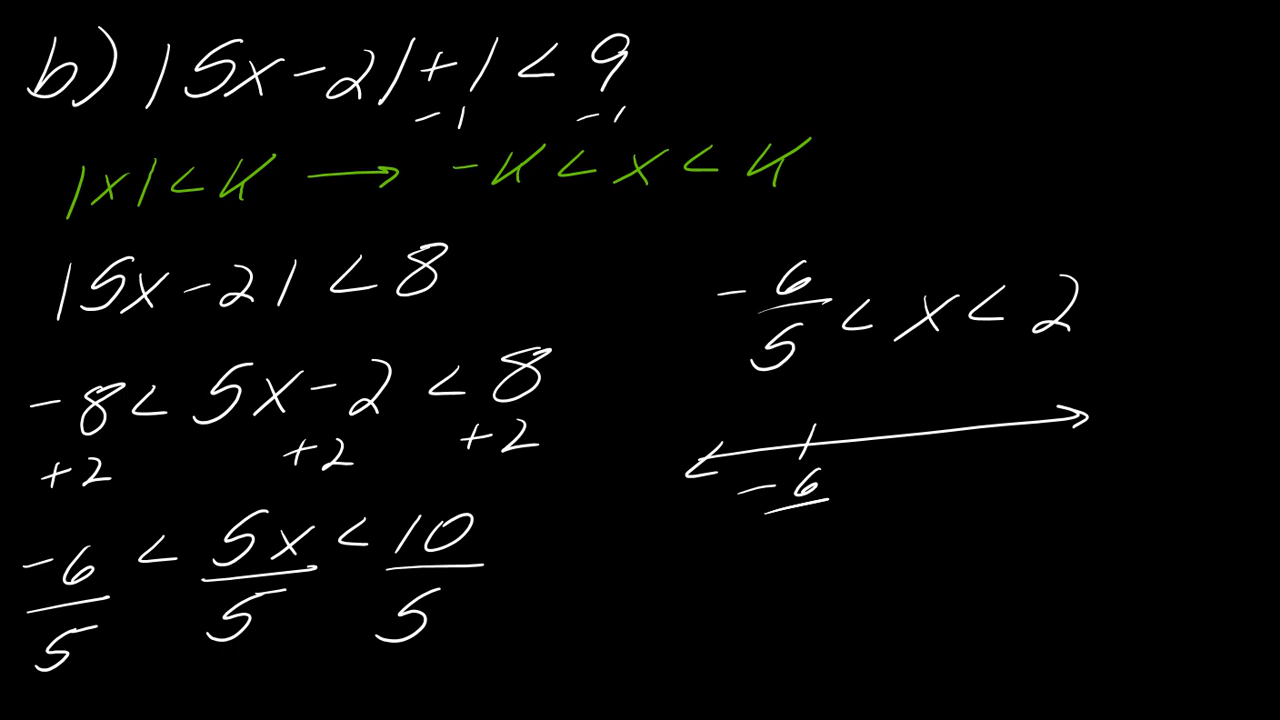 b) |5x-2|+1 < 9
-1 -1
|x| < K → -K < x < K
|5x-2| < 8
-8 < 5x-2 < 8
+2 +2 +2
-6/5 < 5x/5 < 10/5
-6/5 < x < 2
-6